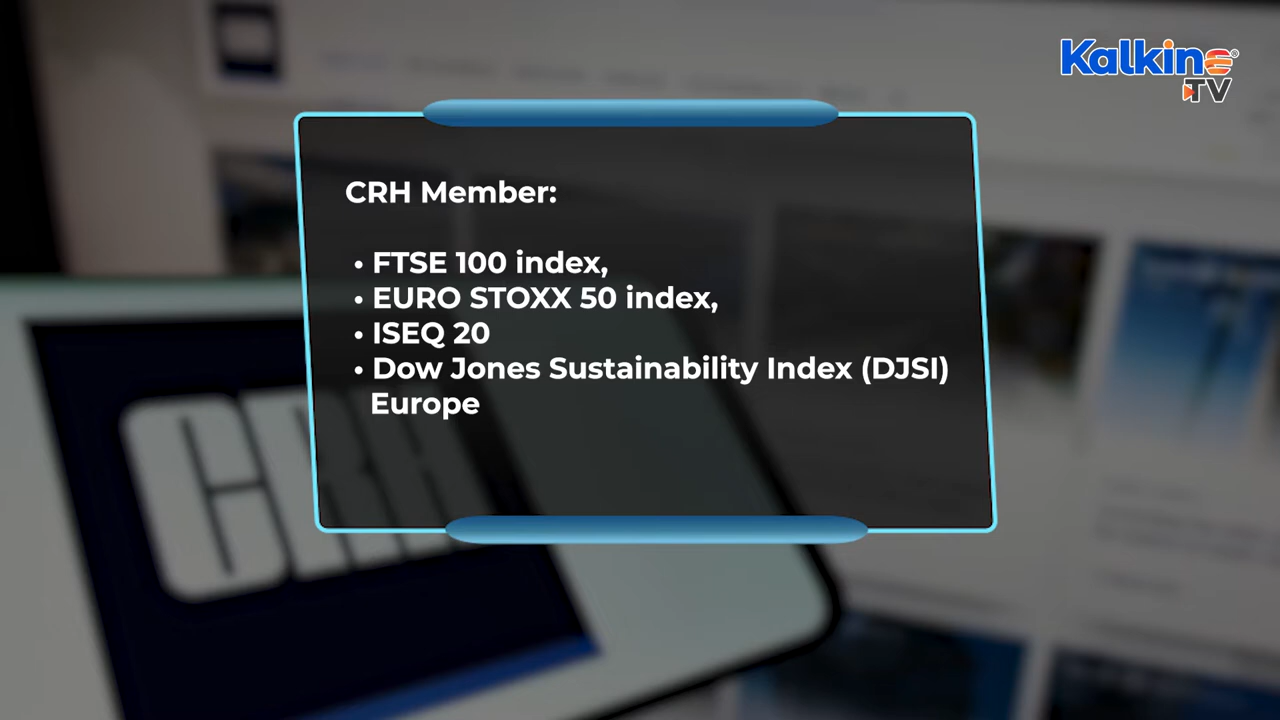 Kalkine
TV
CRH Member:
• FTSE 100 index,
• EURO STOXX 50 index,
• ISEQ 20
• Dow Jones Sustainability Index (DJSI)
Europe
CRH